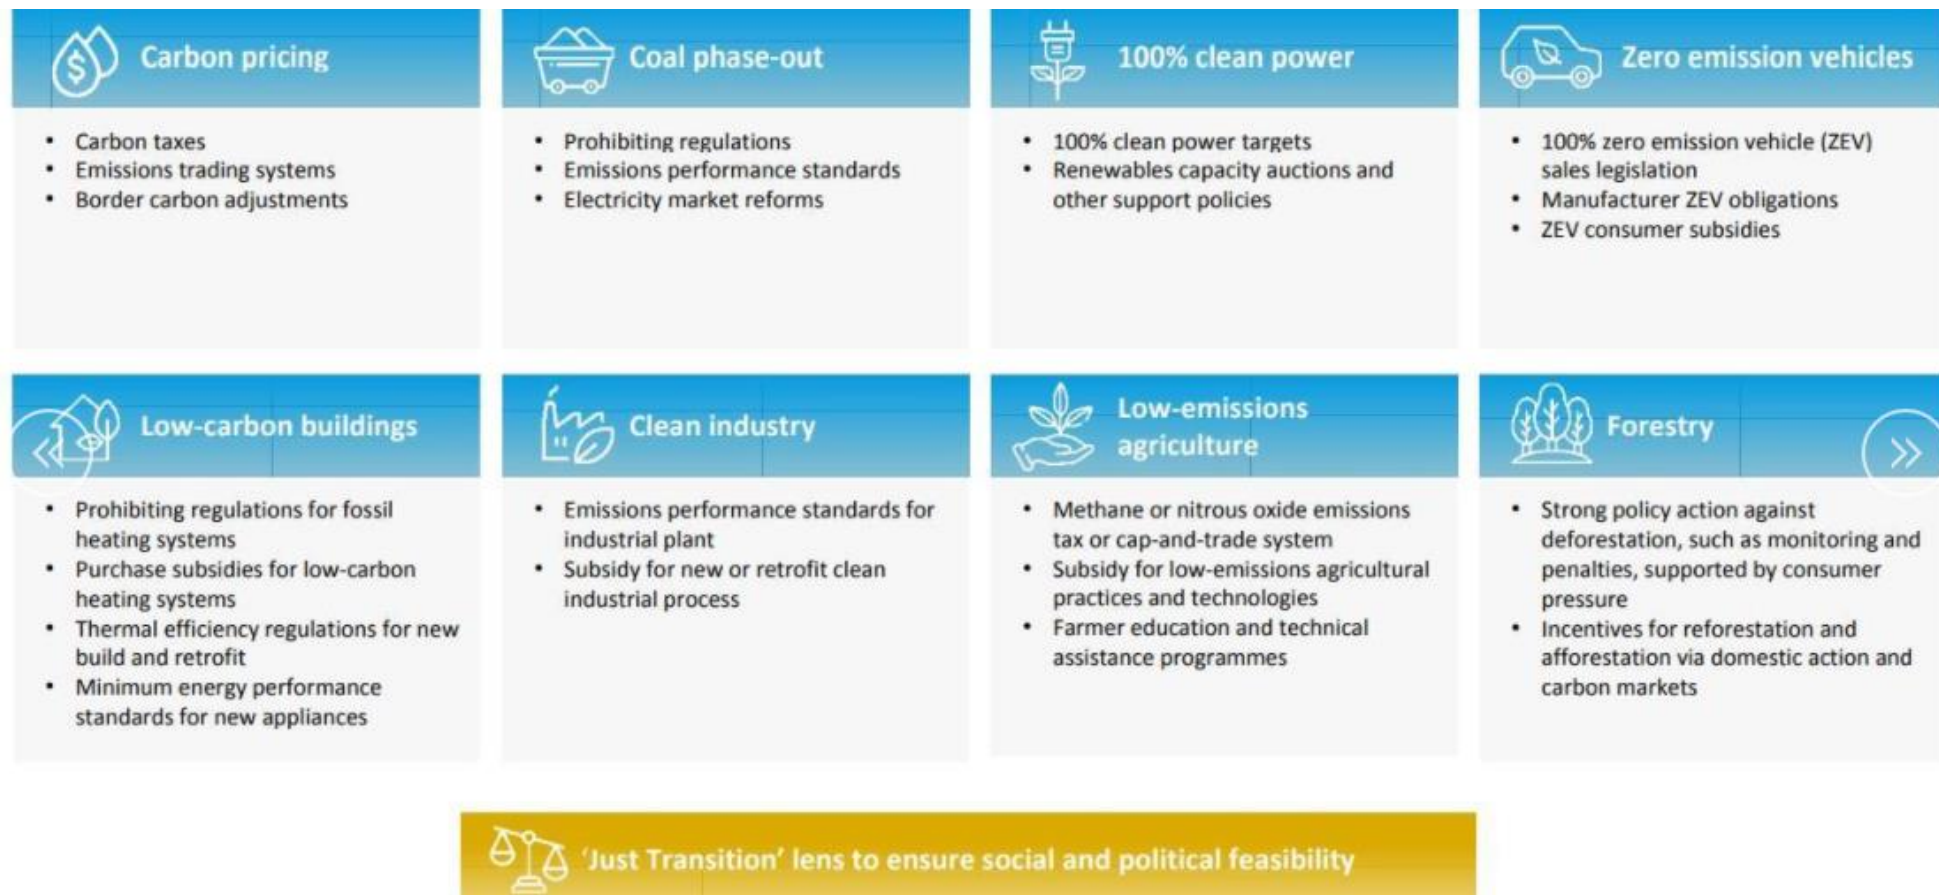 Carbon pricing
• Carbon taxes
• Emissions trading systems
• Border carbon adjustments
Coal phase-out
• Prohibiting regulations
• Emissions performance standards
• Electricity market reforms
100% clean power
• 100% clean power targets
• Renewables capacity auctions and
other support policies
Zero emission vehicles
• 100% zero emission vehicle (ZEV)
sales legislation
• Manufacturer ZEV obligations
• ZEV consumer subsidies
Low-carbon buildings
• Prohibiting regulations for fossil
heating systems
• Purchase subsidies for low-carbon
heating systems
• Thermal efficiency regulations for new
build and retrofit
• Minimum energy performance
standards for new appliances
Clean industry
• Emissions performance standards for
industrial plant
• Subsidy for new or retrofit clean
industrial process
Low-emissions
agriculture
• Methane or nitrous oxide emissions
tax or cap-and-trade system
• Subsidy for low-emissions agricultural
practices and technologies
• Farmer education and technical
assistance programmes
Forestry
• Strong policy action against
deforestation, such as monitoring and
penalties, supported by consumer
pressure
• Incentives for reforestation and
afforestation via domestic action and
carbon markets
'Just Transition' lens to ensure social and political feasibility